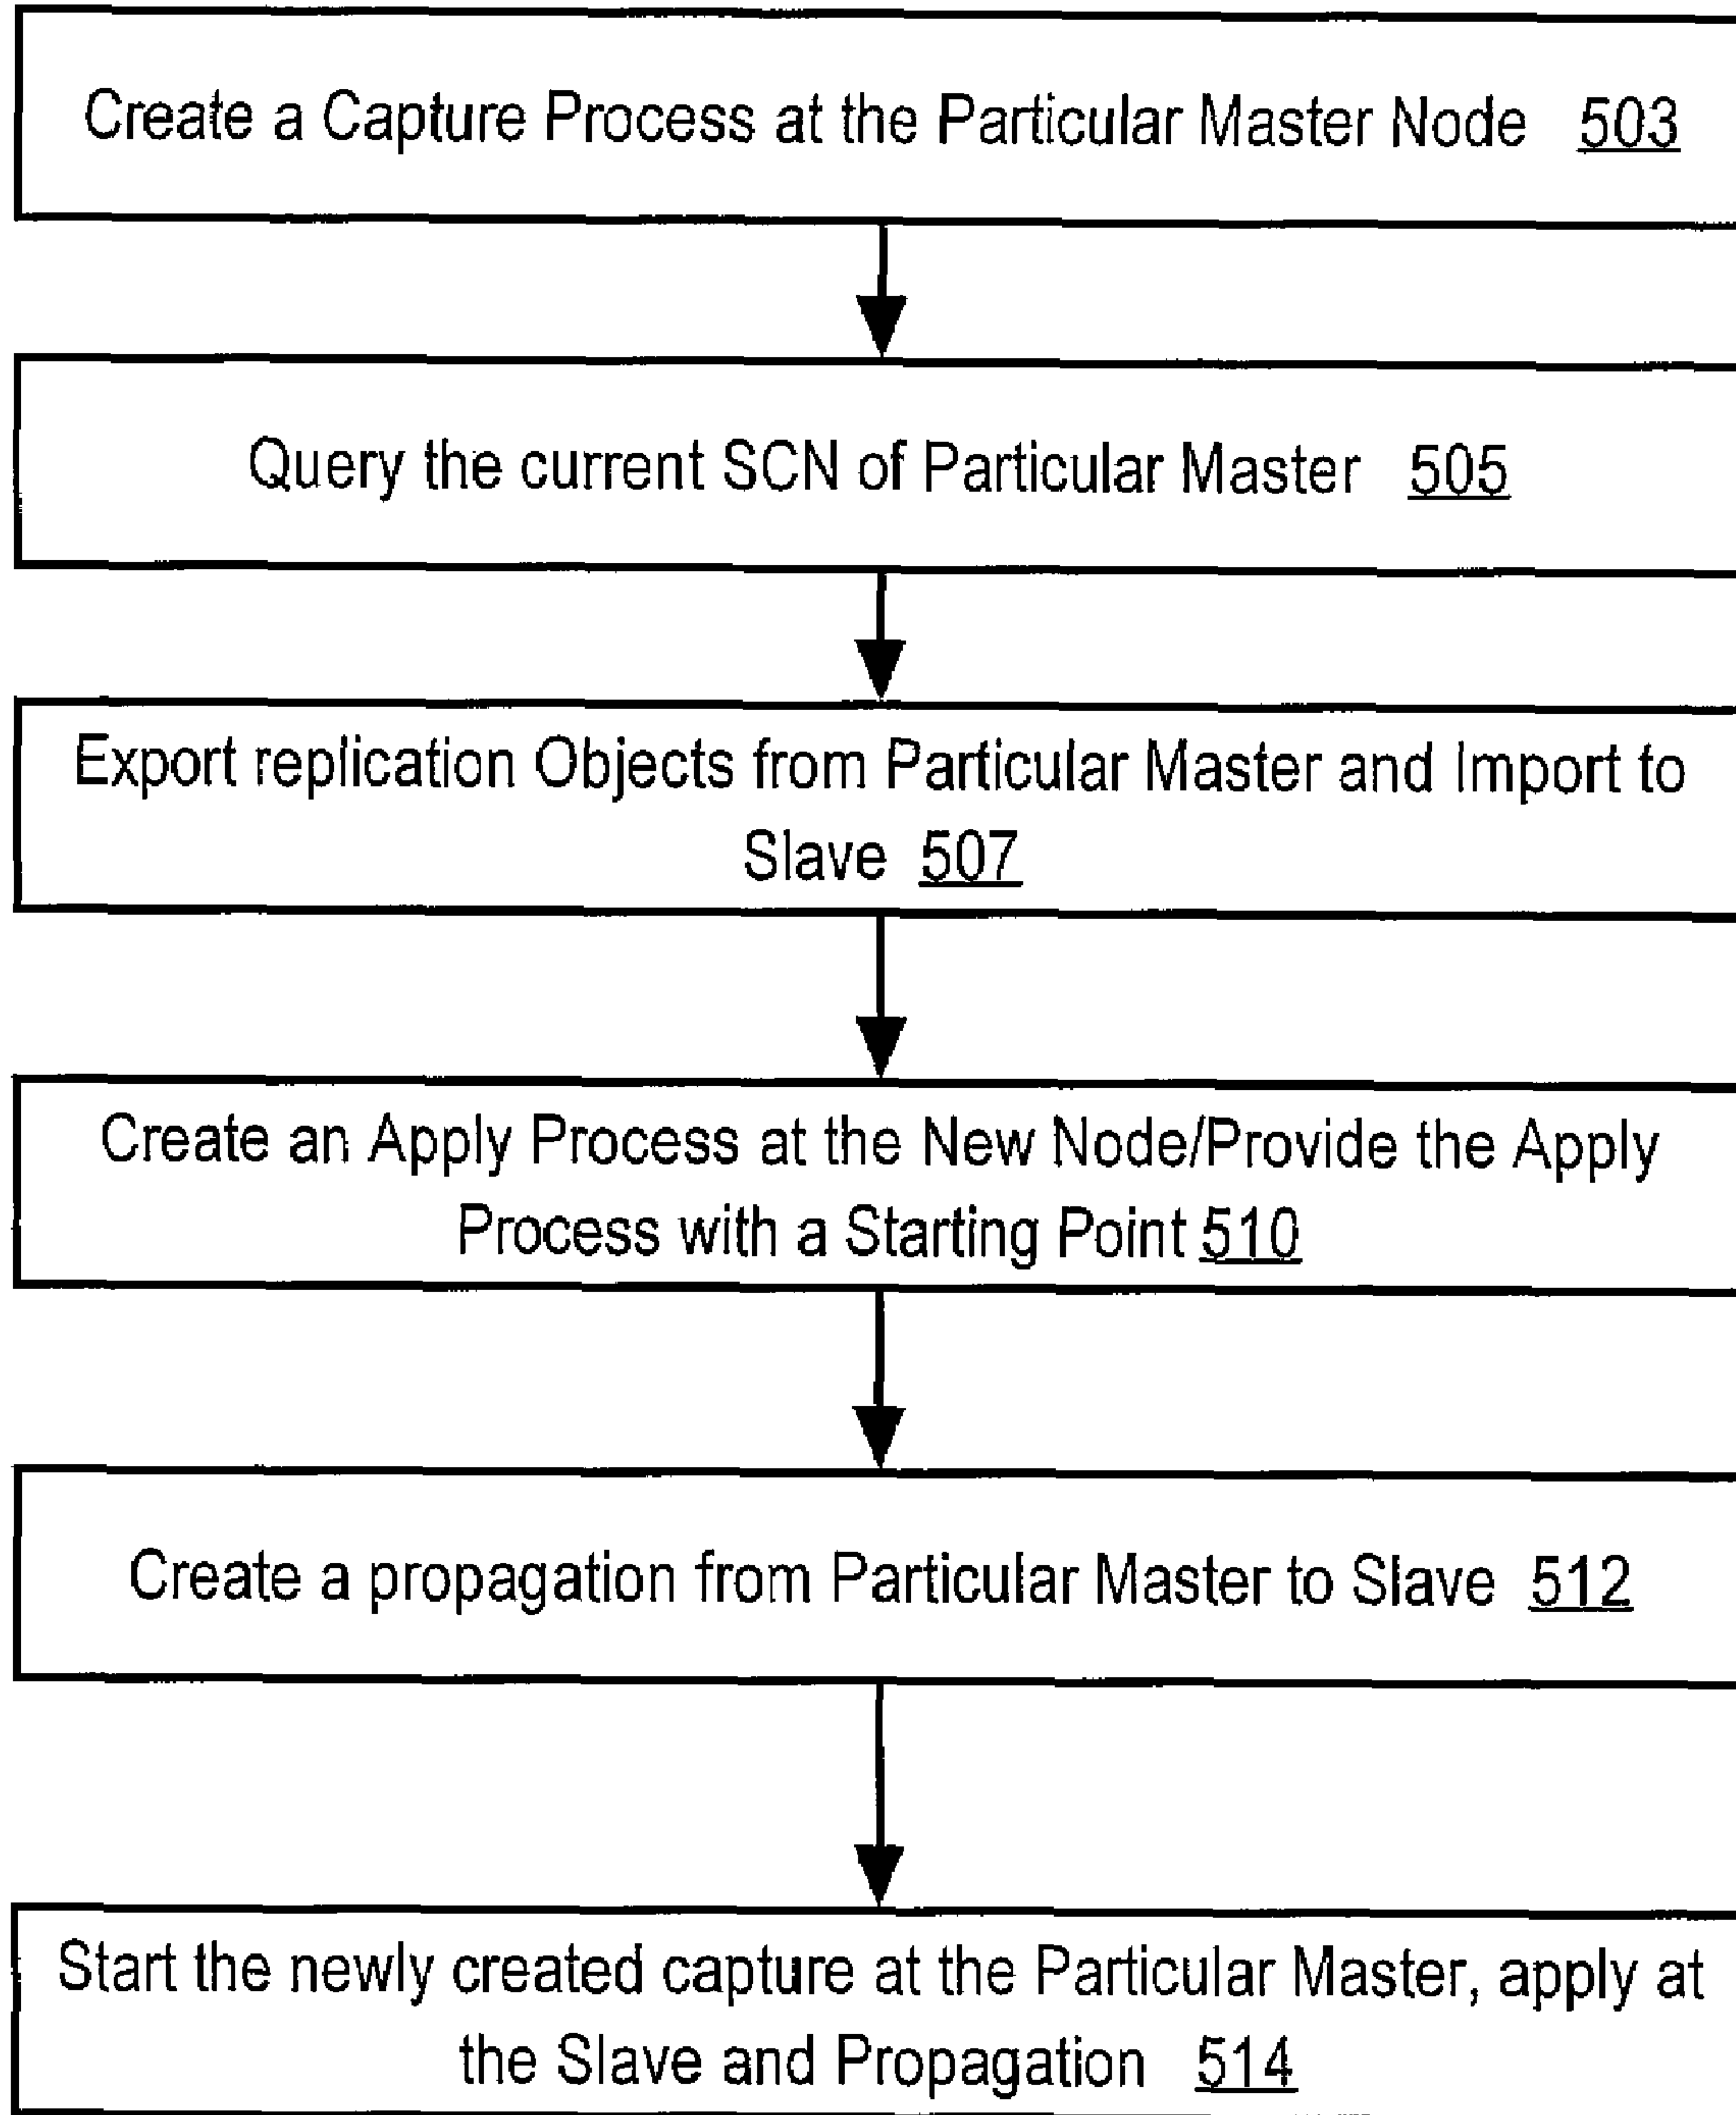 Create a Capture Process at the Particular Master Node 503
Query the current SCN of Particular Master 505
Export replication Objects from Particular Master and Import to
Slave 507
Create an Apply Process at the New Node/Provide the Apply
Process with a Starting Point 510
Create a propagation from Particular Master to Slave 512
Start the newly created capture at the Particular Master, apply at
the Slave and Propagation 514